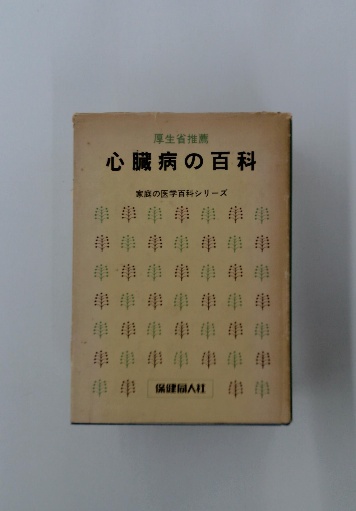 厚生省推薦
心臓病の百科
家庭の医学百科シリーズ
保健同人社